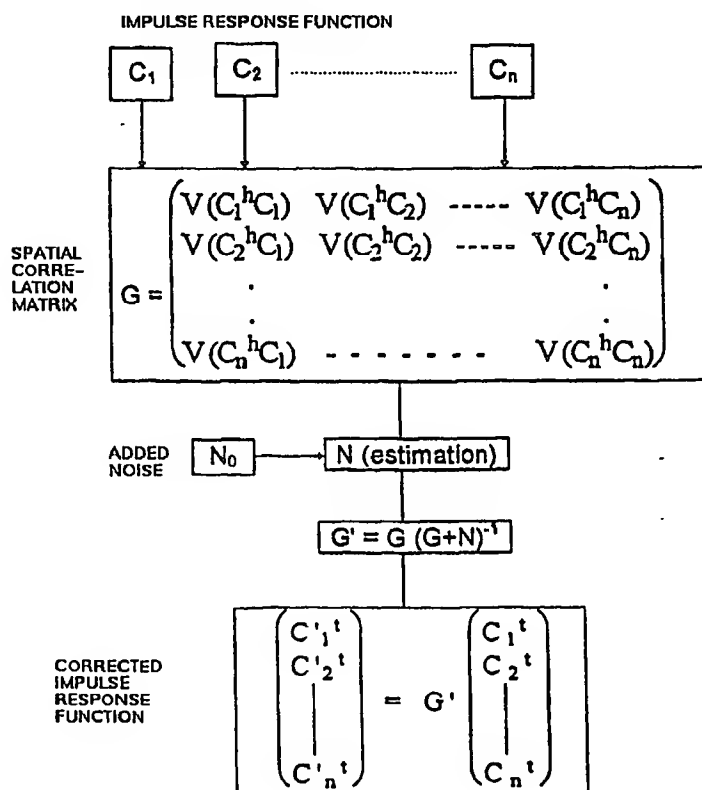 IMPULSE RESPONSE FUNCTION
C₁ C₂ .................... Cₙ
SPATIAL
CORRE-
LATION
MATRIX
G =
V(C₁ʰC₁) V(C₁ʰC₂) ----- V(C₁ʰCₙ)
V(C₂ʰC₁) V(C₂ʰC₂) ----- V(C₂ʰCₙ)
. .
. .
V(CₙʰC₁) - - - - - - - V(CₙʰCₙ)
ADDED
NOISE
N₀
N (estimation)
G' = G (G+N)⁻¹
CORRECTED
IMPULSE
RESPONSE
FUNCTION
C'₁ᵗ C₁ᵗ
C'₂ᵗ C₂ᵗ
= G'
C'ₙᵗ Cₙᵗ